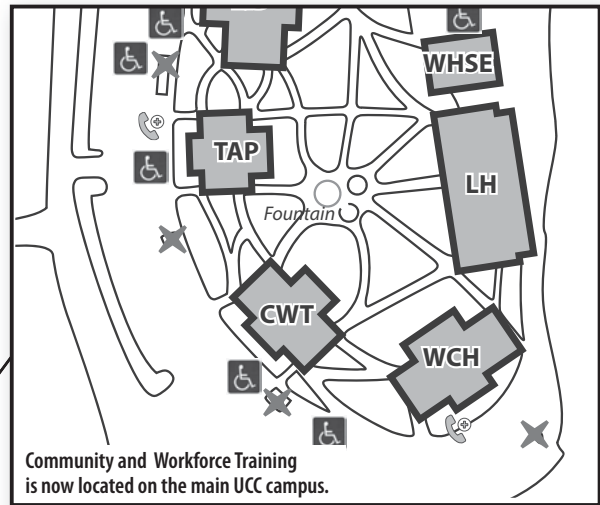 WHSE
TAP
LH
Fountain
CWT
WCH
Community and Workforce Training
is now located on the main UCC campus.